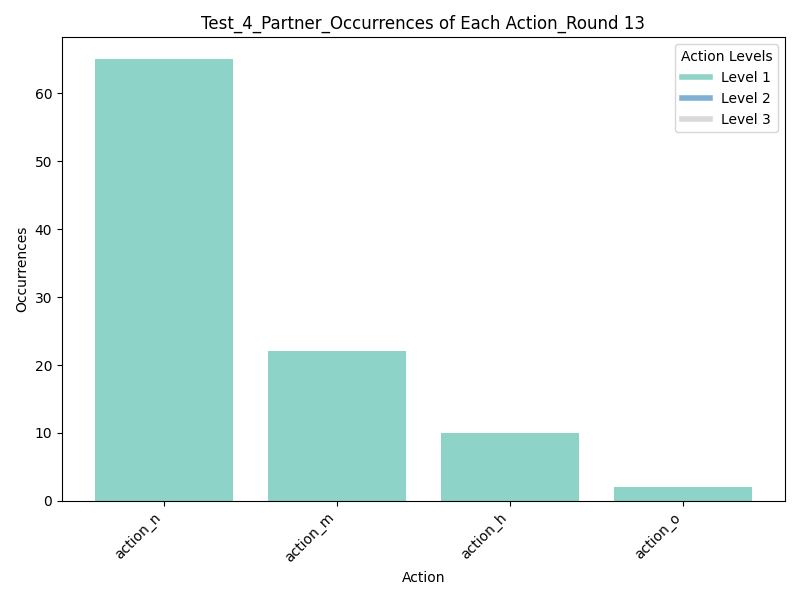 Test_4_Partner_Occurrences of Each Action_Round 13
Action Levels
Level 1
Level 2
Level 3
Occurrences
60
50
40
30
20
10
0
action_n
action_m
action_h
action_o
Action